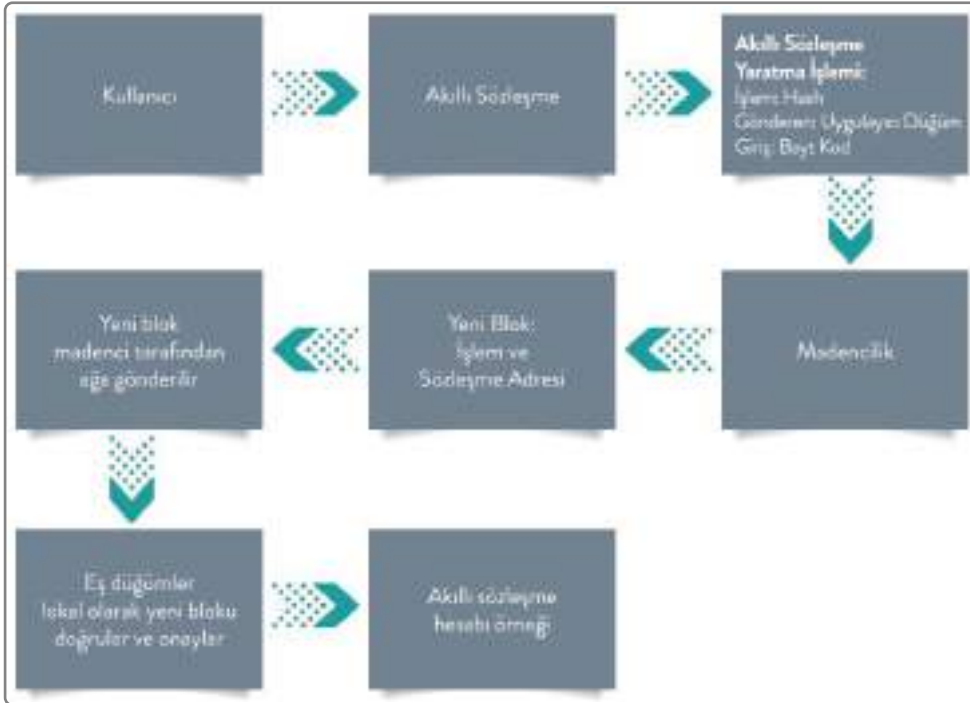 Kullanıcı
Akıllı Sözleşme
Akıllı Sözleşme
Yaratma İşlemi:
İşlem Hash
Gönderen: Uygulayıcı Düğüm
Giriş: Bayt Kod
Madencilik
Yeni Blok:
İşlem ve
Sözleşme Adresi
Yeni blok
madenci tarafından
ağa gönderilir
Eş düğümler
lokal olarak yeni bloku
doğrular ve onaylar
Akıllı sözleşme
hesabı örneği